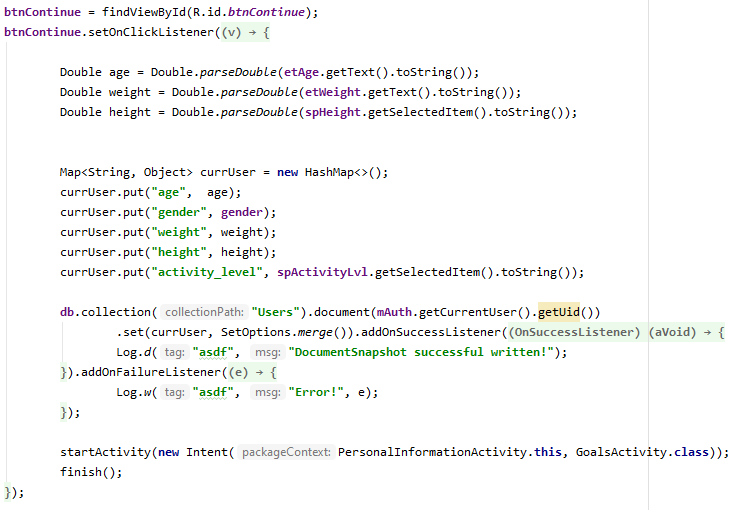 btnContinue = findViewById(R.id.btnContinue);
btnContinue.setOnClickListener((v) → {
Double age = Double.parseDouble(etAge.getText().toString());
Double weight = Double.parseDouble(etWeight.getText().toString());
Double height = Double.parseDouble(spHeight.getSelectedItem().toString());
Map<String, Object> currUser = new HashMap<>();
currUser.put("age",  age);
currUser.put("gender", gender);
currUser.put("weight", weight);
currUser.put("height", height);
currUser.put("activity_level", spActivityLvl.getSelectedItem().toString());
db.collection( collectionPath: "Users").document(mAuth.getCurrentUser().getUid())
.set(currUser, SetOptions.merge()).addOnSuccessListener((OnSuccessListener) (aVoid) → {
Log.d( tag: "asdf",  msg: "DocumentSnapshot successful written!");
}).addOnFailureListener((e) → {
Log.w( tag: "asdf",  msg: "Error!", e);
});
startActivity(new Intent( packageContext: PersonalInformationActivity.this, GoalsActivity.class));
finish();
});